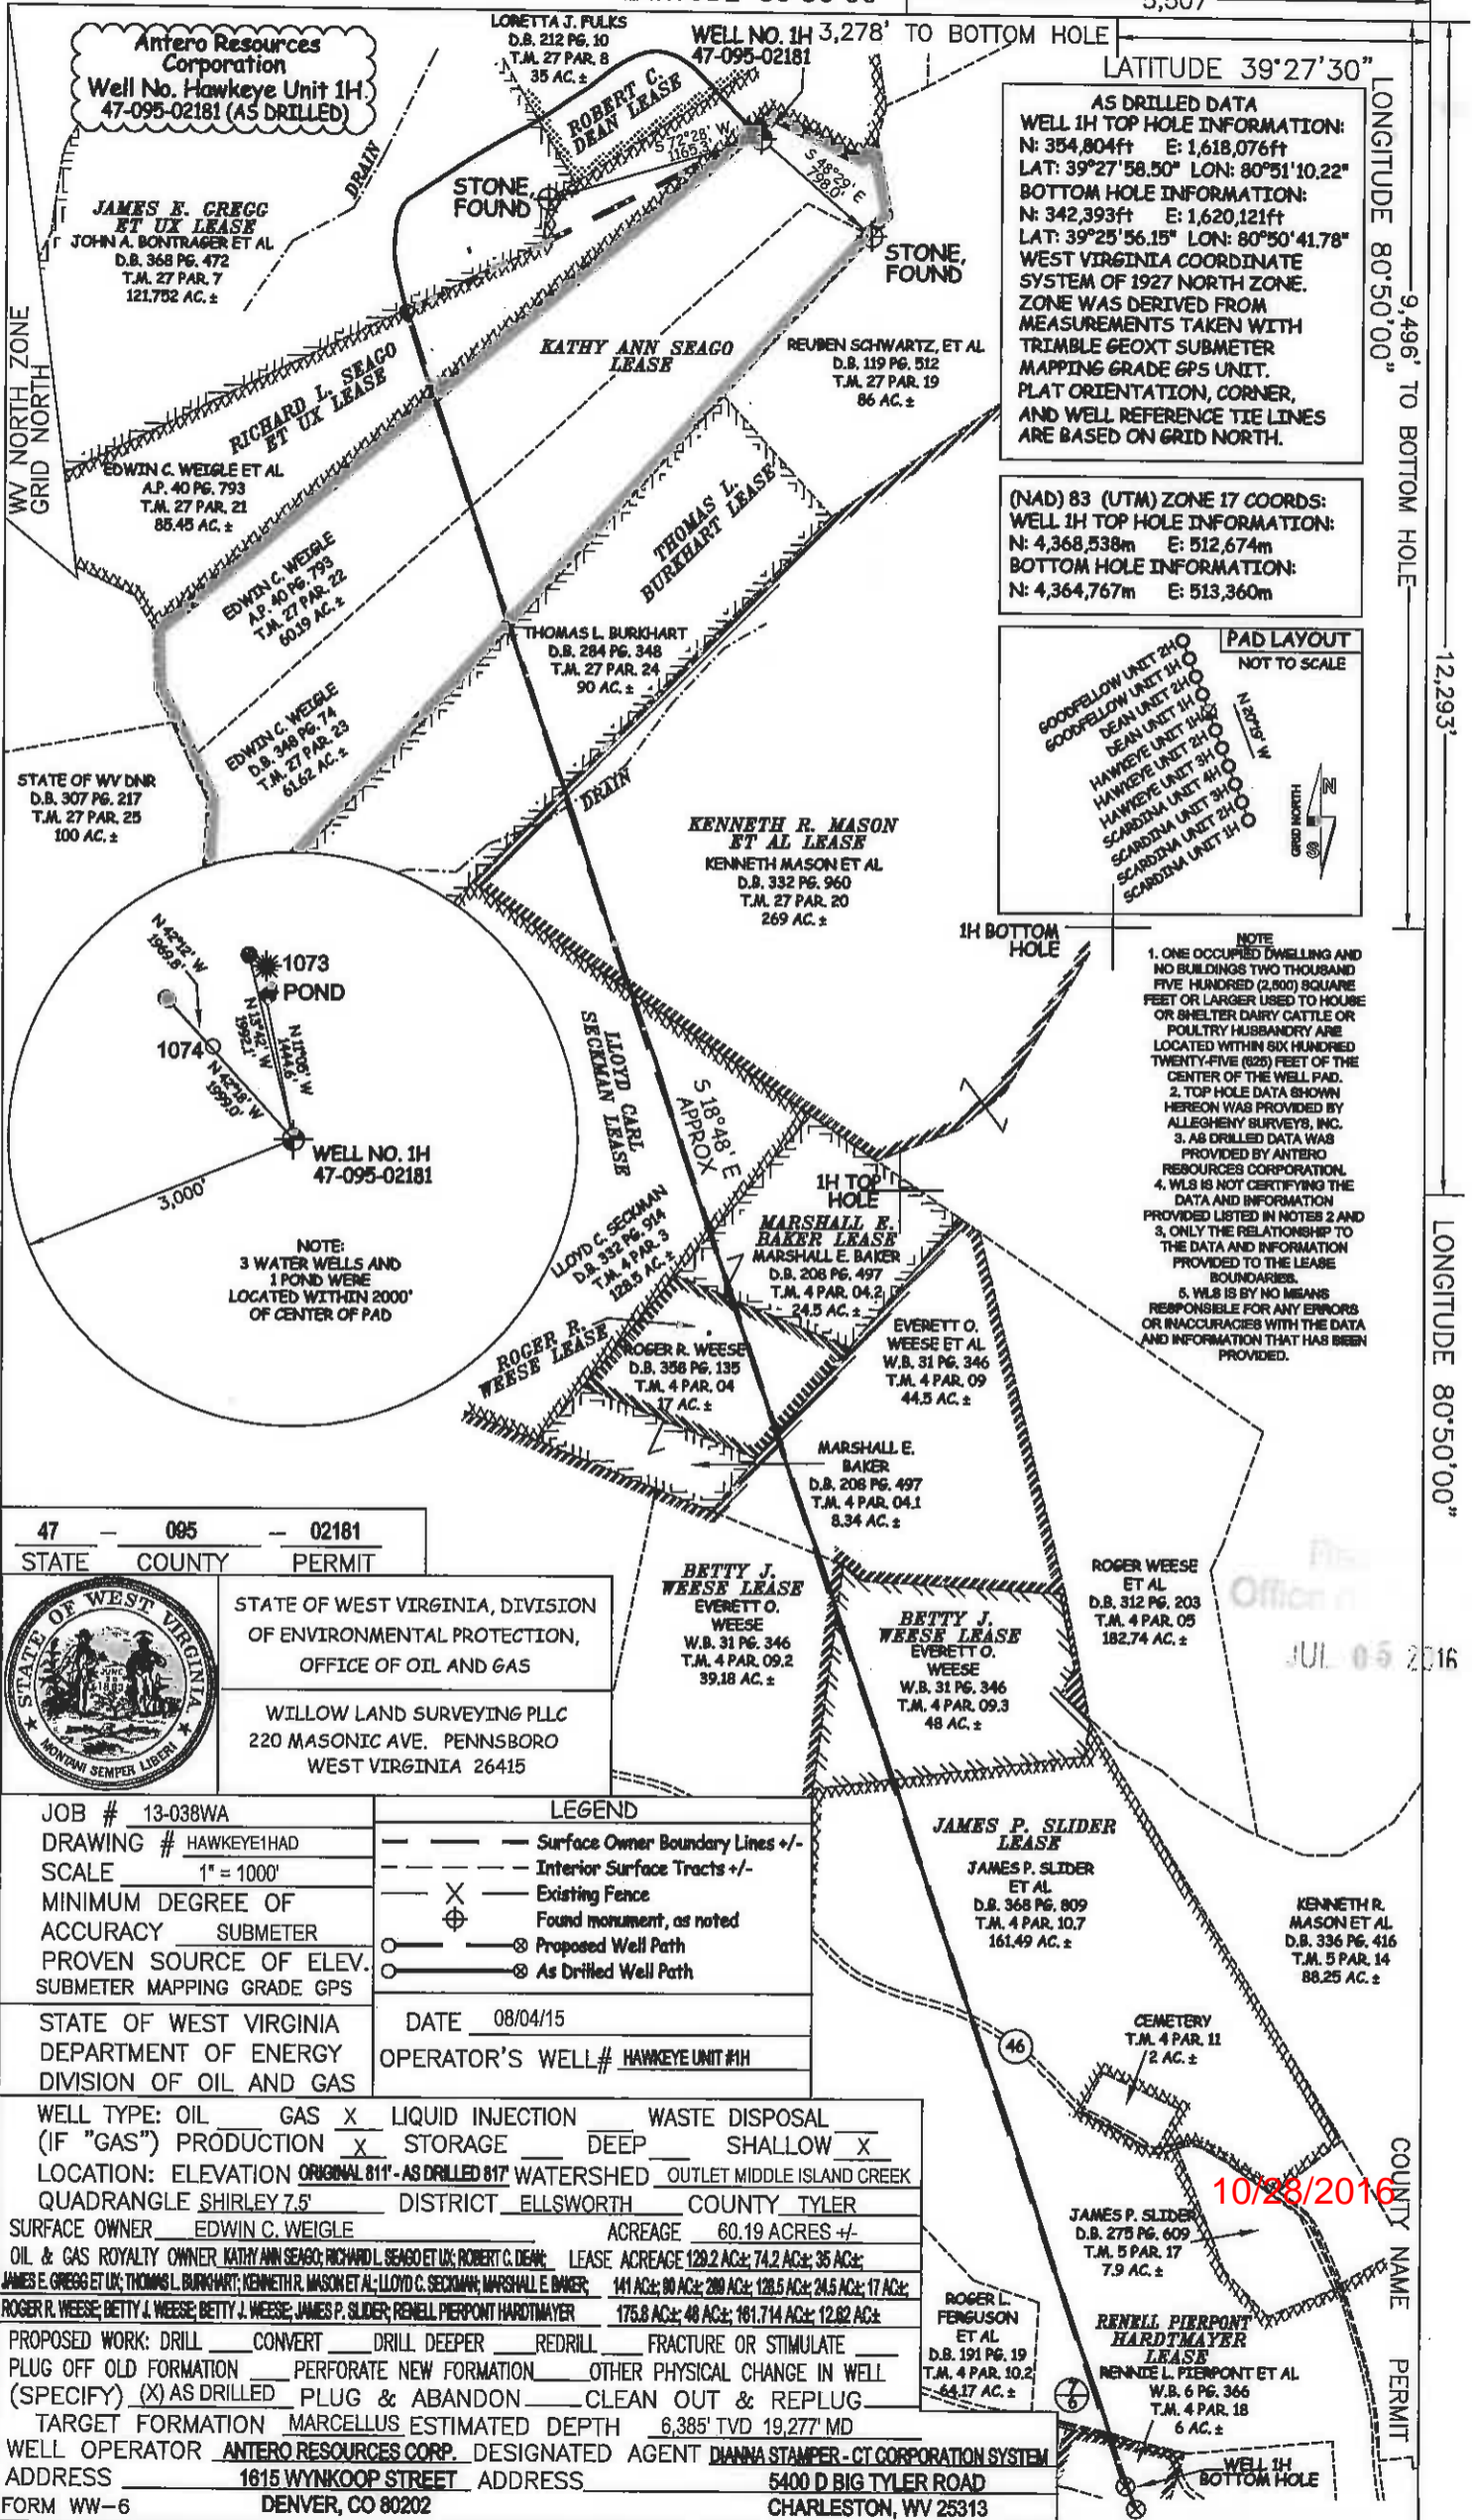 Antero Resources
Corporation
Well No. Hawkeye Unit 1H
47-095-02181 (AS DRILLED)
LORETTA J. FULKS
D.B. 212 PG. 10
T.M. 27 PAR. 8
35 AC. ±
WELL NO. 1H
47-095-02181
3,278' TO BOTTOM HOLE
LATITUDE 39°27'30"
LONGITUDE 80°50'00"
9,496' TO BOTTOM HOLE
12,293'
AS DRILLED DATA
WELL 1H TOP HOLE INFORMATION:
N: 354,804ft E: 1,618,076ft
LAT: 39°27'58.50" LON: 80°51'10.22"
BOTTOM HOLE INFORMATION:
N: 342,393ft E: 1,620,121ft
LAT: 39°25'56.15" LON: 80°50'41.78"
WEST VIRGINIA COORDINATE
SYSTEM OF 1927 NORTH ZONE.
ZONE WAS DERIVED FROM
MEASUREMENTS TAKEN WITH
TRIMBLE GEOXT SUBMETER
MAPPING GRADE GPS UNIT.
PLAT ORIENTATION, CORNER,
AND WELL REFERENCE TIE LINES
ARE BASED ON GRID NORTH.
(NAD) 83 (UTM) ZONE 17 COORDS:
WELL 1H TOP HOLE INFORMATION:
N: 4,368,538m E: 512,674m
BOTTOM HOLE INFORMATION:
N: 4,364,767m E: 513,360m
PAD LAYOUT
NOT TO SCALE
GOODFELLOW UNIT 2H
GOODFELLOW UNIT 1H
DEAN UNIT 2H
DEAN UNIT 1H
HAWKEYE UNIT 1H
HAWKEYE UNIT 2H
HAWKEYE UNIT 3H
SCARDINA UNIT 4H
SCARDINA UNIT 3H
SCARDINA UNIT 2H
SCARDINA UNIT 1H
N 20°19' W
GRID NORTH
N
S
ROBERT C.
DEAN LEASE
S 72°28' W
1165.3'
S 48°29' E
798.0'
STONE,
FOUND
STONE,
FOUND
DRAIN
JAMES E. GREGG
ET UX LEASE
JOHN A. BONTRAGER ET AL
D.B. 368 PG. 472
T.M. 27 PAR. 7
121.752 AC. ±
WV NORTH ZONE
GRID NORTH
RICHARD L. SEAGO
ET UX LEASE
KATHY ANN SEAGO
LEASE
REUBEN SCHWARTZ, ET AL
D.B. 119 PG. 512
T.M. 27 PAR. 19
86 AC. ±
EDWIN C. WEIGLE ET AL
A.P. 40 PG. 793
T.M. 27 PAR. 21
85.45 AC. ±
EDWIN C. WEIGLE
A.P. 40 PG. 793
T.M. 27 PAR. 22
60.19 AC. ±
THOMAS L.
BURKHART LEASE
THOMAS L. BURKHART
D.B. 284 PG. 348
T.M. 27 PAR. 24
90 AC. ±
EDWIN C. WEIGLE
D.B. 348 PG. 74
T.M. 27 PAR. 23
61.62 AC. ±
STATE OF WV DNR
D.B. 307 PG. 217
T.M. 27 PAR. 25
100 AC. ±
DRAIN
KENNETH R. MASON
ET AL LEASE
KENNETH MASON ET AL
D.B. 332 PG. 960
T.M. 27 PAR. 20
269 AC. ±
1H BOTTOM
HOLE
NOTE
1. ONE OCCUPIED DWELLING AND
NO BUILDINGS TWO THOUSAND
FIVE HUNDRED (2,500) SQUARE
FEET OR LARGER USED TO HOUSE
OR SHELTER DAIRY CATTLE OR
POULTRY HUSBANDRY ARE
LOCATED WITHIN SIX HUNDRED
TWENTY-FIVE (625) FEET OF THE
CENTER OF THE WELL PAD.
2. TOP HOLE DATA SHOWN
HEREON WAS PROVIDED BY
ALLEGHENY SURVEYS, INC.
3. AS DRILLED DATA WAS
PROVIDED BY ANTERO
RESOURCES CORPORATION.
4. WLS IS NOT CERTIFYING THE
DATA AND INFORMATION
PROVIDED LISTED IN NOTES 2 AND
3, ONLY THE RELATIONSHIP TO
THE DATA AND INFORMATION
PROVIDED TO THE LEASE
BOUNDARIES.
5. WLS IS BY NO MEANS
RESPONSIBLE FOR ANY ERRORS
OR INACCURACIES WITH THE DATA
AND INFORMATION THAT HAS BEEN
PROVIDED.
N 42°12' W
1969.8'
1073
POND
N 13°42' W
1992.1'
N 11°05' W
1444.6'
1074
N 42°48' W
1999.0'
WELL NO. 1H
47-095-02181
3,000'
NOTE:
3 WATER WELLS AND
1 POND WERE
LOCATED WITHIN 2000'
OF CENTER OF PAD
LLOYD CARL
SECKMAN LEASE
S 18°48' E
APPROX
1H TOP
HOLE
LLOYD C. SECKMAN
D.B. 332 PG. 914
T.M. 4 PAR. 3
128.5 AC. ±
MARSHALL E.
BAKER LEASE
MARSHALL E. BAKER
D.B. 208 PG. 497
T.M. 4 PAR. 04.2
24.5 AC. ±
ROGER R.
WEESE LEASE
ROGER R. WEESE
D.B. 358 PG. 135
T.M. 4 PAR. 04
17 AC. ±
EVERETT O.
WEESE ET AL
W.B. 31 PG. 346
T.M. 4 PAR. 09
44.5 AC. ±
MARSHALL E.
BAKER
D.B. 208 PG. 497
T.M. 4 PAR. 04.1
8.34 AC. ±
LONGITUDE 80°50'00"
47 - 095 - 02181
STATE COUNTY PERMIT
STATE OF WEST VIRGINIA
MONTANI SEMPER LIBERI
STATE OF WEST VIRGINIA, DIVISION
OF ENVIRONMENTAL PROTECTION,
OFFICE OF OIL AND GAS
WILLOW LAND SURVEYING PLLC
220 MASONIC AVE. PENNSBORO
WEST VIRGINIA 26415
BETTY J.
WEESE LEASE
EVERETT O.
WEESE
W.B. 31 PG. 346
T.M. 4 PAR. 09.2
39.18 AC. ±
BETTY J.
WEESE LEASE
EVERETT O.
WEESE
W.B. 31 PG. 346
T.M. 4 PAR. 09.3
48 AC. ±
ROGER WEESE
ET AL
D.B. 312 PG. 203
T.M. 4 PAR. 05
182.74 AC. ±
Office
JUL 05 2016
JOB # 13-038WA
DRAWING # HAWKEYE1HAD
SCALE 1" = 1000'
MINIMUM DEGREE OF
ACCURACY SUBMETER
PROVEN SOURCE OF ELEV.
SUBMETER MAPPING GRADE GPS
LEGEND
Surface Owner Boundary Lines +/-
Interior Surface Tracts +/-
Existing Fence
Found monument, as noted
Proposed Well Path
As Drilled Well Path
STATE OF WEST VIRGINIA
DEPARTMENT OF ENERGY
DIVISION OF OIL AND GAS
DATE 08/04/15
OPERATOR'S WELL# HAWKEYE UNIT #1H
JAMES P. SLIDER
LEASE
JAMES P. SLIDER
ET AL
D.B. 368 PG. 809
T.M. 4 PAR. 10.7
161.49 AC. ±
KENNETH R.
MASON ET AL
D.B. 336 PG. 416
T.M. 5 PAR. 14
88.25 AC. ±
46
CEMETERY
T.M. 4 PAR. 11
2 AC. ±
10/28/2016
JAMES P. SLIDER
D.B. 275 PG. 609
T.M. 5 PAR. 17
7.9 AC. ±
COUNTY NAME
PERMIT
ROGER L.
FERGUSON
ET AL
D.B. 191 PG. 19
T.M. 4 PAR. 10.2
64.17 AC. ±
7
6
RENELL PIERPONT
HARDTMAYER
LEASE
RENNIE L. PIERPONT ET AL
W.B. 6 PG. 366
T.M. 4 PAR. 18
6 AC. ±
WELL 1H
BOTTOM HOLE
WELL TYPE: OIL GAS X LIQUID INJECTION WASTE DISPOSAL
(IF "GAS") PRODUCTION X STORAGE DEEP SHALLOW X
LOCATION: ELEVATION ORIGINAL 811' - AS DRILLED 817' WATERSHED OUTLET MIDDLE ISLAND CREEK
QUADRANGLE SHIRLEY 7.5' DISTRICT ELLSWORTH COUNTY TYLER
SURFACE OWNER EDWIN C. WEIGLE ACREAGE 60.19 ACRES +/-
OIL & GAS ROYALTY OWNER KATHY ANN SEAGO; RICHARD L. SEAGO ET UX; ROBERT C. DEAN; LEASE ACREAGE 129.2 AC±; 74.2 AC±; 35 AC±;
JAMES E. GREGG ET UX; THOMAS L. BURKHART; KENNETH R. MASON ET AL; LLOYD C. SECKMAN; MARSHALL E BAKER; 141 AC±; 90 AC±; 269 AC±; 128.5 AC±; 24.5 AC±; 17 AC±;
ROGER R. WEESE; BETTY J. WEESE; BETTY J. WEESE; JAMES P. SLIDER; RENELL PIERPONT HARDTMAYER 175.8 AC±; 48 AC±; 161.714 AC±; 12.62 AC±
PROPOSED WORK: DRILL CONVERT DRILL DEEPER REDRILL FRACTURE OR STIMULATE
PLUG OFF OLD FORMATION PERFORATE NEW FORMATION OTHER PHYSICAL CHANGE IN WELL
(SPECIFY) (X) AS DRILLED PLUG & ABANDON CLEAN OUT & REPLUG
TARGET FORMATION MARCELLUS ESTIMATED DEPTH 6,385' TVD 19,277' MD
WELL OPERATOR ANTERO RESOURCES CORP. DESIGNATED AGENT DIANNA STAMPER - CT CORPORATION SYSTEM
ADDRESS 1615 WYNKOOP STREET ADDRESS 5400 D BIG TYLER ROAD
FORM WW-6 DENVER, CO 80202 CHARLESTON, WV 25313